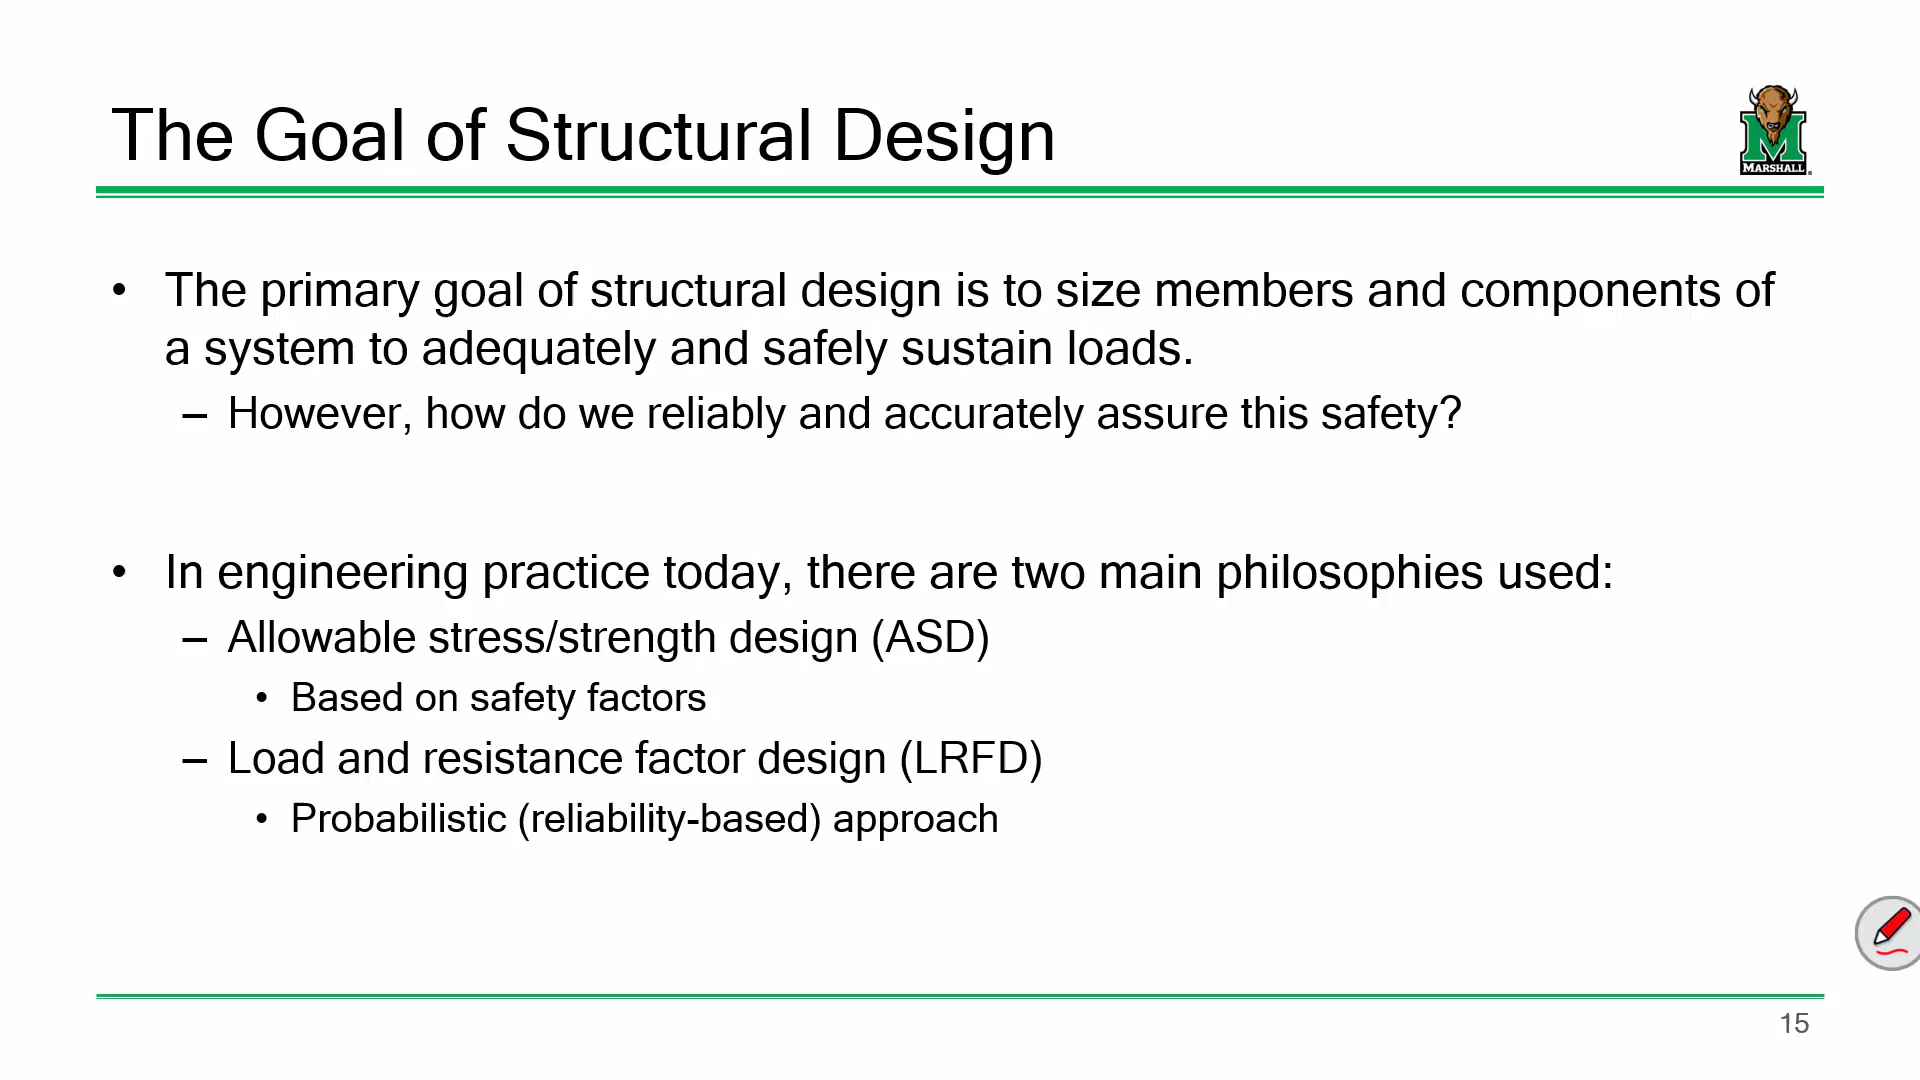 The Goal of Structural Design
MARSHALL
• The primary goal of structural design is to size members and components of
a system to adequately and safely sustain loads.
– However, how do we reliably and accurately assure this safety?
• In engineering practice today, there are two main philosophies used:
– Allowable stress/strength design (ASD)
• Based on safety factors
– Load and resistance factor design (LRFD)
• Probabilistic (reliability-based) approach
15